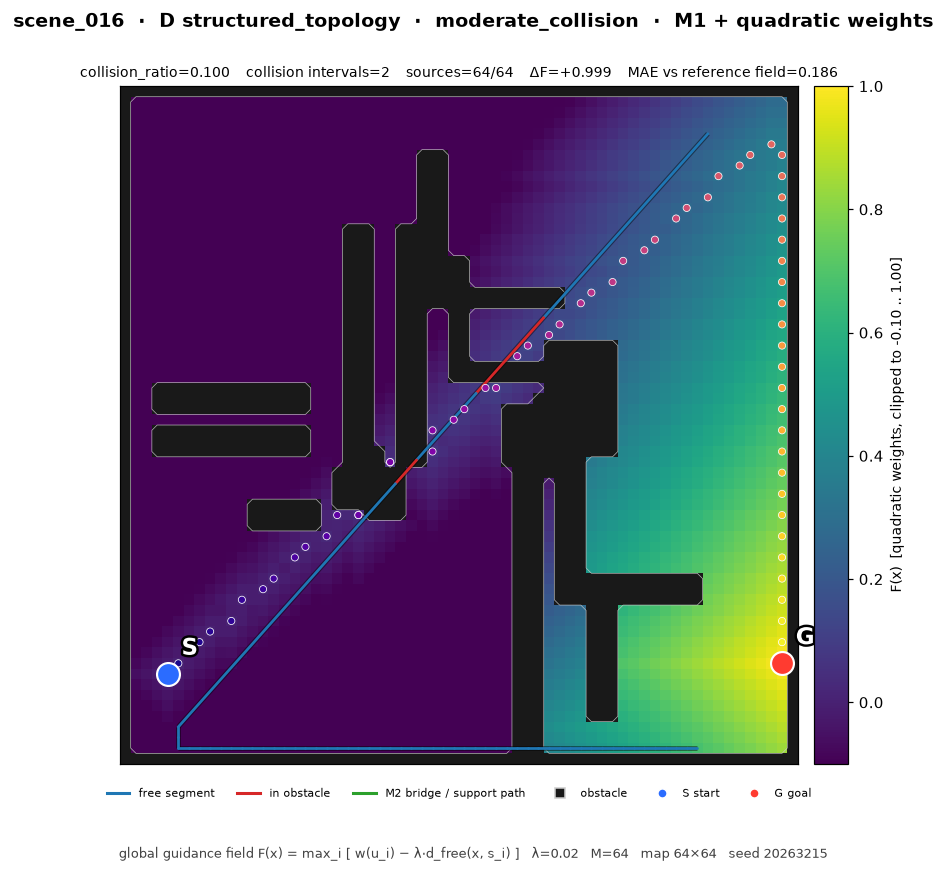 scene_016 · D structured_topology · moderate_collision · M1 + quadratic weights
collision_ratio=0.100 collision intervals=2 sources=64/64 ΔF=+0.999 MAE vs reference field=0.186
1.0
0.8
0.6
0.4
0.2
0.0
F(x) [quadratic weights, clipped to -0.10 .. 1.00]
S
G
free segment
in obstacle
M2 bridge / support path
obstacle
S start
G goal
global guidance field F(x) = max_i [ w(u_i) − λ·d_free(x, s_i) ] λ=0.02 M=64 map 64×64 seed 20263215